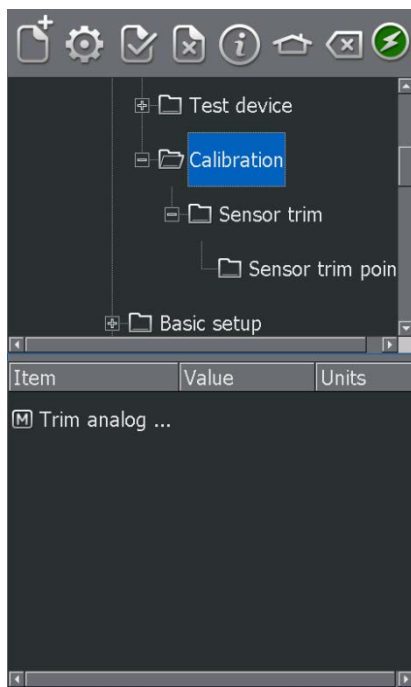 Test device
Calibration
Sensor trim
Sensor trim poin
Basic setup
Item Value Units
M Trim analog ...